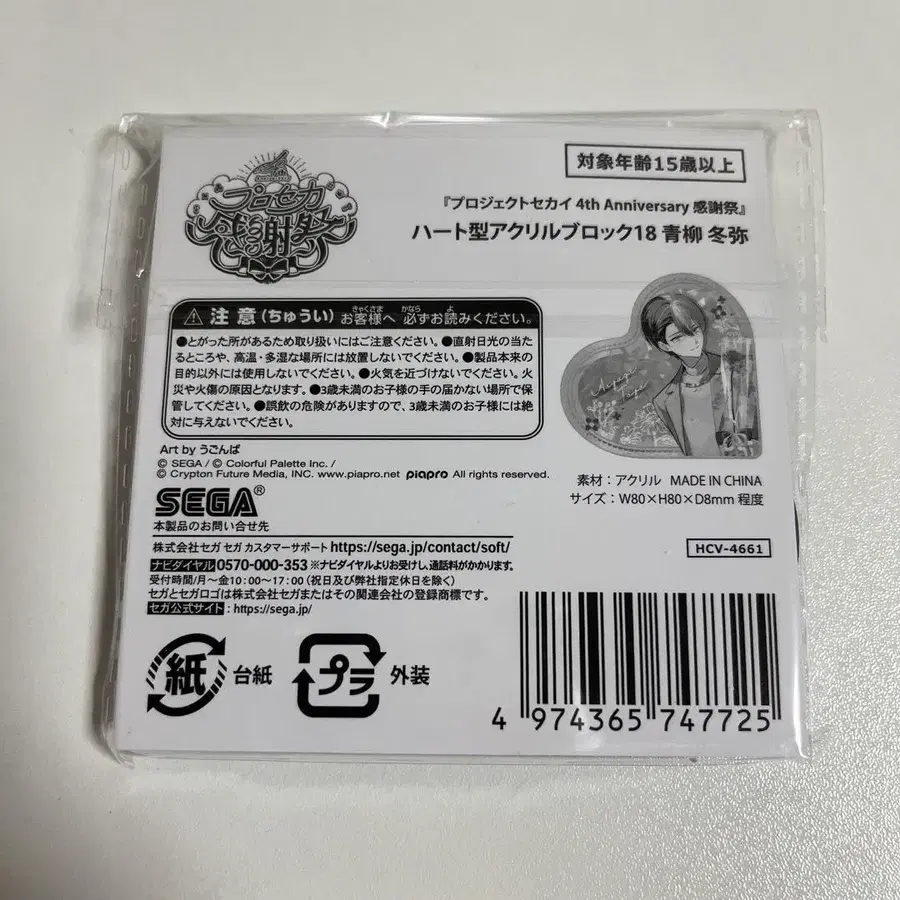 プロセカ
感謝祭
対象年齢15歳以上
『プロジェクトセカイ 4th Anniversary 感謝祭』
ハート型アクリルブロック18 青柳 冬弥
注意(ちゅうい) お客様へ 必ずお読みください。
きゃくさま かなら よ
●とがった所があるため取り扱いにはご注意ください。●直射日光の当た
るところや、高温・多湿な場所には放置しないでください。●製品本来の
目的以外には使用しないでください。●火気を近づけないでください。火
災や火傷の原因となります。●3歳未満のお子様の手の届かない場所で保
管してください。●誤飲の危険がありますので、3歳未満のお子様には絶
対に与えないでください。
Art by うごんば
© SEGA / © Colorful Palette Inc. /
© Crypton Future Media, INC. www.piapro.net piapro All rights reserved.
素材：アクリル MADE IN CHINA
サイズ：W80×H80×D8mm 程度
SEGA®
本製品のお問い合せ先
株式会社セガ セガ カスタマーサポート https://sega.jp/contact/soft/
ナビダイヤル 0570-000-353 ※ナビダイヤルよりお受けし、通話料がかかります。
受付時間/月～金10:00～17:00（祝日及び弊社指定休日を除く）
セガとセガロゴは株式会社セガまたはその関連会社の登録商標です。
セガ公式サイト：https://sega.jp/
HCV-4661
紙 台紙
プラ 外装
4 974365 747725